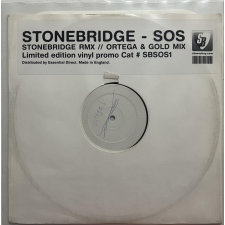 STONEBRIDGE - SOS
STONEBRIDGE RMX // ORTEGA & GOLD MIX
Limited edition vinyl promo Cat # SBSOS1
Distributed by Essential Direct. Made in England.
SJ